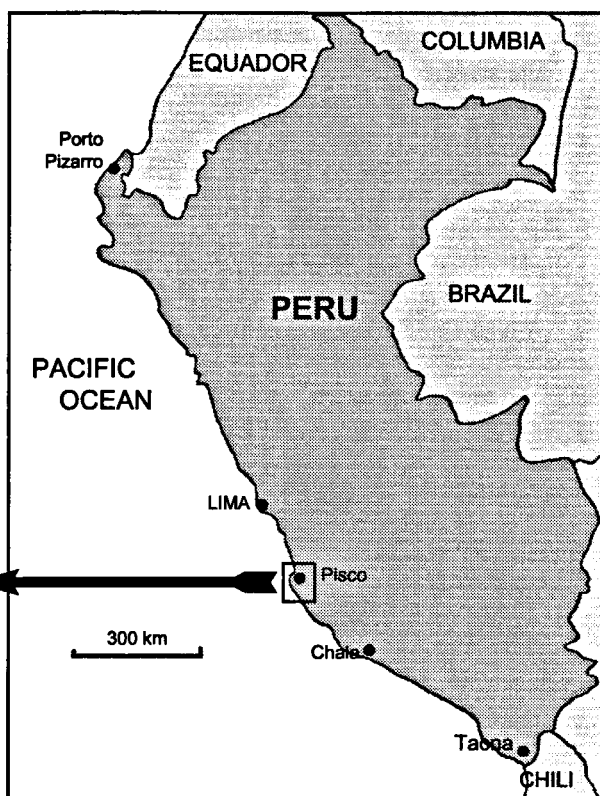 COLUMBIA
EQUADOR
Porto
Pizarro
PERU
BRAZIL
PACIFIC
OCEAN
LIMA
Pisco
300 km
Chala
Tacna
CHILI